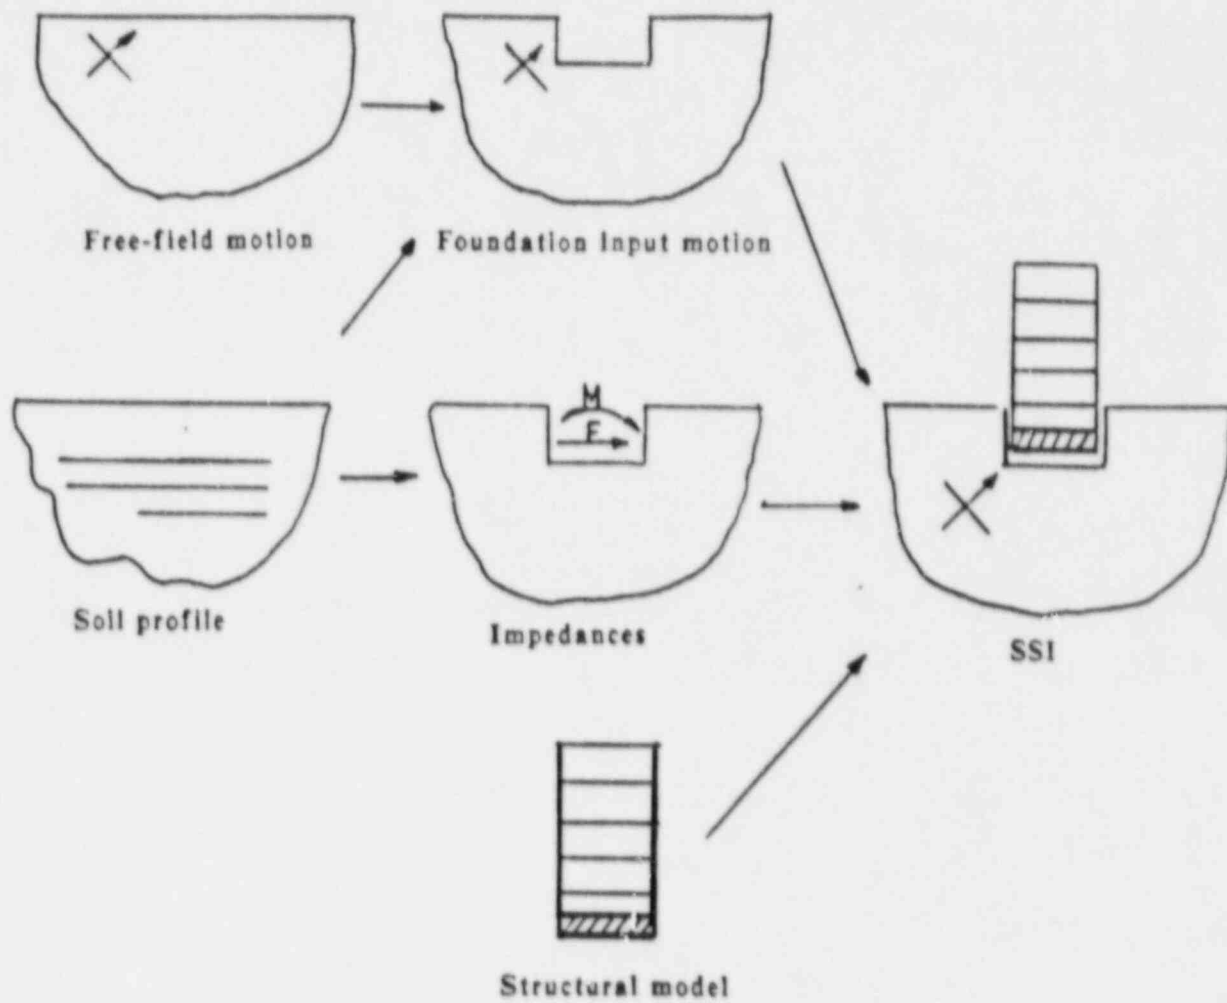 Free-field motion
Foundation Input motion
M
F
Soil profile
Impedances
SSI
Structural model